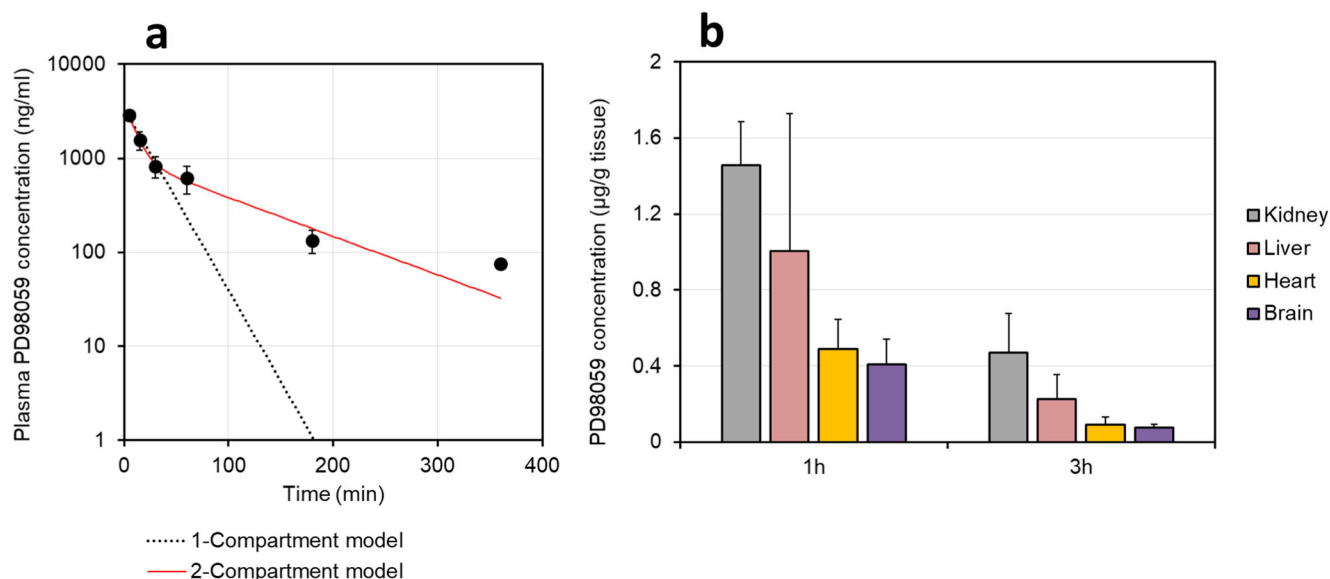 a
Plasma PD98059 concentration (ng/ml)
10000
1000
100
10
1
0 100 200 300 400
Time (min)
1-Compartment model
2-Compartment model
b
PD98059 concentration (µg/g tissue)
2
1.6
1.2
0.8
0.4
0
1h 3h
Kidney
Liver
Heart
Brain